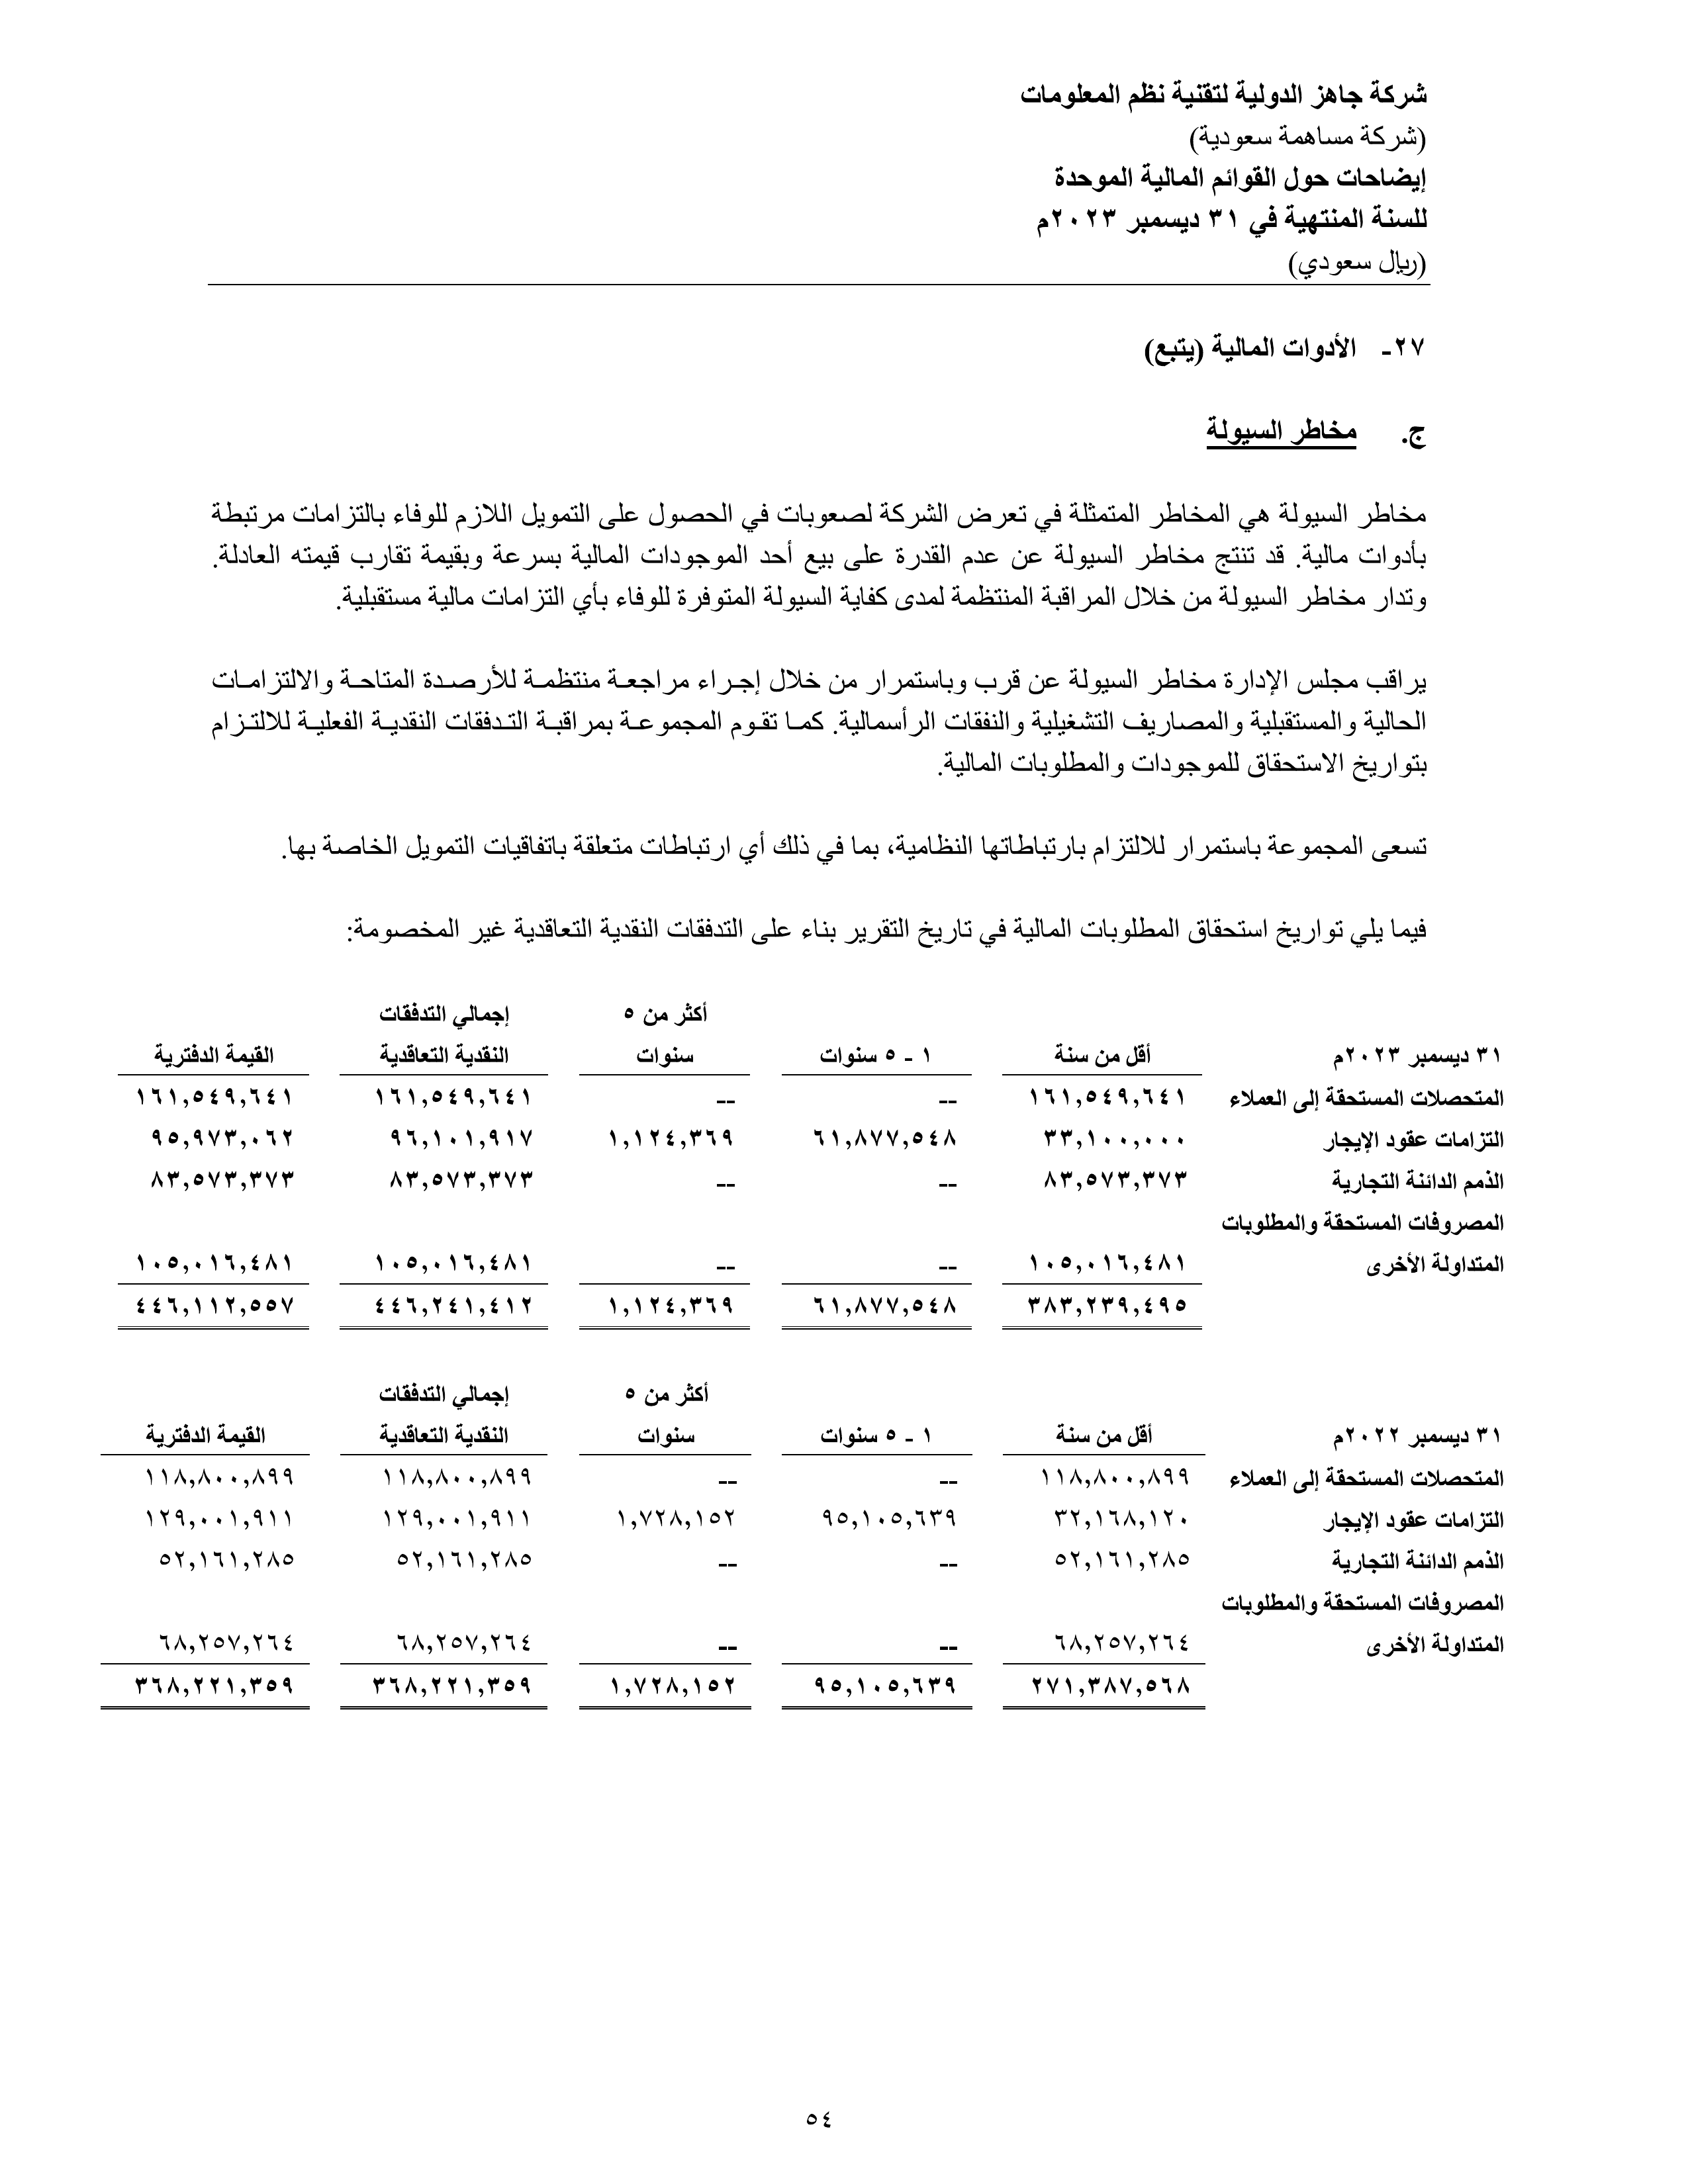 شركة جاهز الدولية لتقنية نظم المعلومات
(شركة مساهمة سعودية)
إيضاحات حول القوائم المالية الموحدة
للسنة المنتهية في ٣١ ديسمبر ٢٠٢٣م
(ريال سعودي)
٢٧- الأدوات المالية (يتبع)
ج. مخاطر السيولة
مخاطر السيولة هي المخاطر المتمثلة في تعرض الشركة لصعوبات في الحصول على التمويل اللازم للوفاء بالتزامات مرتبطة
بأدوات مالية. قد تنتج مخاطر السيولة عن عدم القدرة على بيع أحد الموجودات المالية بسرعة وبقيمة تقارب قيمته العادلة.
وتدار مخاطر السيولة من خلال المراقبة المنتظمة لمدى كفاية السيولة المتوفرة للوفاء بأي التزامات مالية مستقبلية.
يراقب مجلس الإدارة مخاطر السيولة عن قرب وباستمرار من خلال إجراء مراجعة منتظمة للأرصدة المتاحة والالتزامات
الحالية والمستقبلية والمصاريف التشغيلية والنفقات الرأسمالية. كما تقوم المجموعة بمراقبة التدفقات النقدية الفعلية للالتزام
بتواريخ الاستحقاق للموجودات والمطلوبات المالية.
تسعى المجموعة باستمرار للالتزام بارتباطاتها النظامية، بما في ذلك أي ارتباطات متعلقة باتفاقيات التمويل الخاصة بها.
فيما يلي تواريخ استحقاق المطلوبات المالية في تاريخ التقرير بناء على التدفقات النقدية التعاقدية غير المخصومة:
أكثر من ٥ إجمالي التدفقات
٣١ ديسمبر ٢٠٢٣م أقل من سنة ١ - ٥ سنوات سنوات النقدية التعاقدية القيمة الدفترية
المتحصلات المستحقة إلى العملاء ١٦١,٥٤٩,٦٤١ -- -- ١٦١,٥٤٩,٦٤١ ١٦١,٥٤٩,٦٤١
التزامات عقود الإيجار ٣٣,١٠٠,٠٠٠ ٦١,٨٧٧,٥٤٨ ١,١٢٤,٣٦٩ ٩٦,١٠١,٩١٧ ٩٥,٩٧٣,٠٦٢
الذمم الدائنة التجارية ٨٣,٥٧٣,٣٧٣ -- -- ٨٣,٥٧٣,٣٧٣ ٨٣,٥٧٣,٣٧٣
المصروفات المستحقة والمطلوبات
المتداولة الأخرى ١٠٥,٠١٦,٤٨١ -- -- ١٠٥,٠١٦,٤٨١ ١٠٥,٠١٦,٤٨١
٣٨٣,٢٣٩,٤٩٥ ٦١,٨٧٧,٥٤٨ ١,١٢٤,٣٦٩ ٤٤٦,٢٤١,٤١٢ ٤٤٦,١١٢,٥٥٧
أكثر من ٥ إجمالي التدفقات
٣١ ديسمبر ٢٠٢٢م أقل من سنة ١ - ٥ سنوات سنوات النقدية التعاقدية القيمة الدفترية
المتحصلات المستحقة إلى العملاء ١١٨,٨٠٠,٨٩٩ -- -- ١١٨,٨٠٠,٨٩٩ ١١٨,٨٠٠,٨٩٩
التزامات عقود الإيجار ٣٢,١٦٨,١٢٠ ٩٥,١٠٥,٦٣٩ ١,٧٢٨,١٥٢ ١٢٩,٠٠١,٩١١ ١٢٩,٠٠١,٩١١
الذمم الدائنة التجارية ٥٢,١٦١,٢٨٥ -- -- ٥٢,١٦١,٢٨٥ ٥٢,١٦١,٢٨٥
المصروفات المستحقة والمطلوبات
المتداولة الأخرى ٦٨,٢٥٧,٢٦٤ -- -- ٦٨,٢٥٧,٢٦٤ ٦٨,٢٥٧,٢٦٤
٢٧١,٣٨٧,٥٦٨ ٩٥,١٠٥,٦٣٩ ١,٧٢٨,١٥٢ ٣٦٨,٢٢١,٣٥٩ ٣٦٨,٢٢١,٣٥٩
٥٤